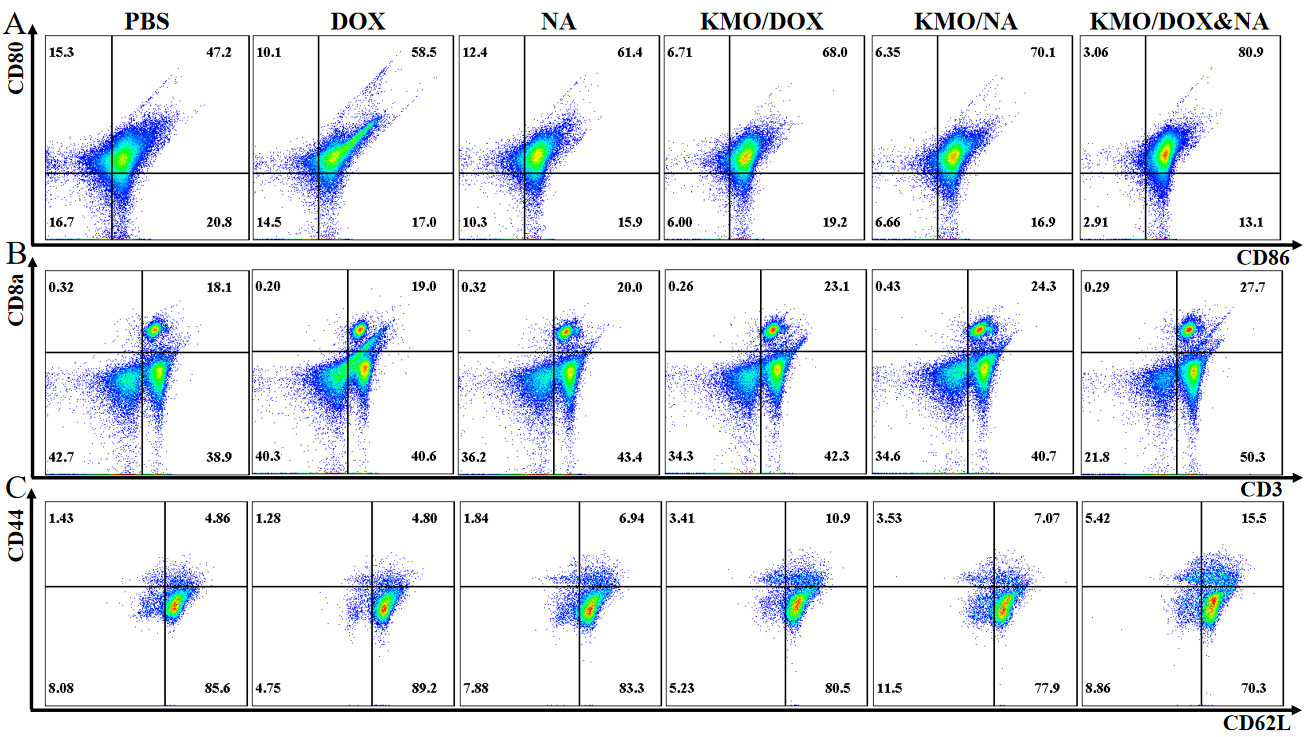 A PBS DOX NA KMO/DOX KMO/NA KMO/DOX&NA
CD80
15.3 47.2 10.1 58.5 12.4 61.4 6.71 68.0 6.35 70.1 3.06 80.9
16.7 20.8 14.5 17.0 10.3 15.9 6.00 19.2 6.66 16.9 2.91 13.1
CD86
B
CD8a
0.32 18.1 0.20 19.0 0.32 20.0 0.26 23.1 0.43 24.3 0.29 27.7
42.7 38.9 40.3 40.6 36.2 43.4 34.3 42.3 34.6 40.7 21.8 50.3
CD3
C
CD44
1.43 4.86 1.28 4.80 1.84 6.94 3.41 10.9 3.53 7.07 5.42 15.5
8.08 85.6 4.75 89.2 7.88 83.3 5.23 80.5 11.5 77.9 8.86 70.3
CD62L